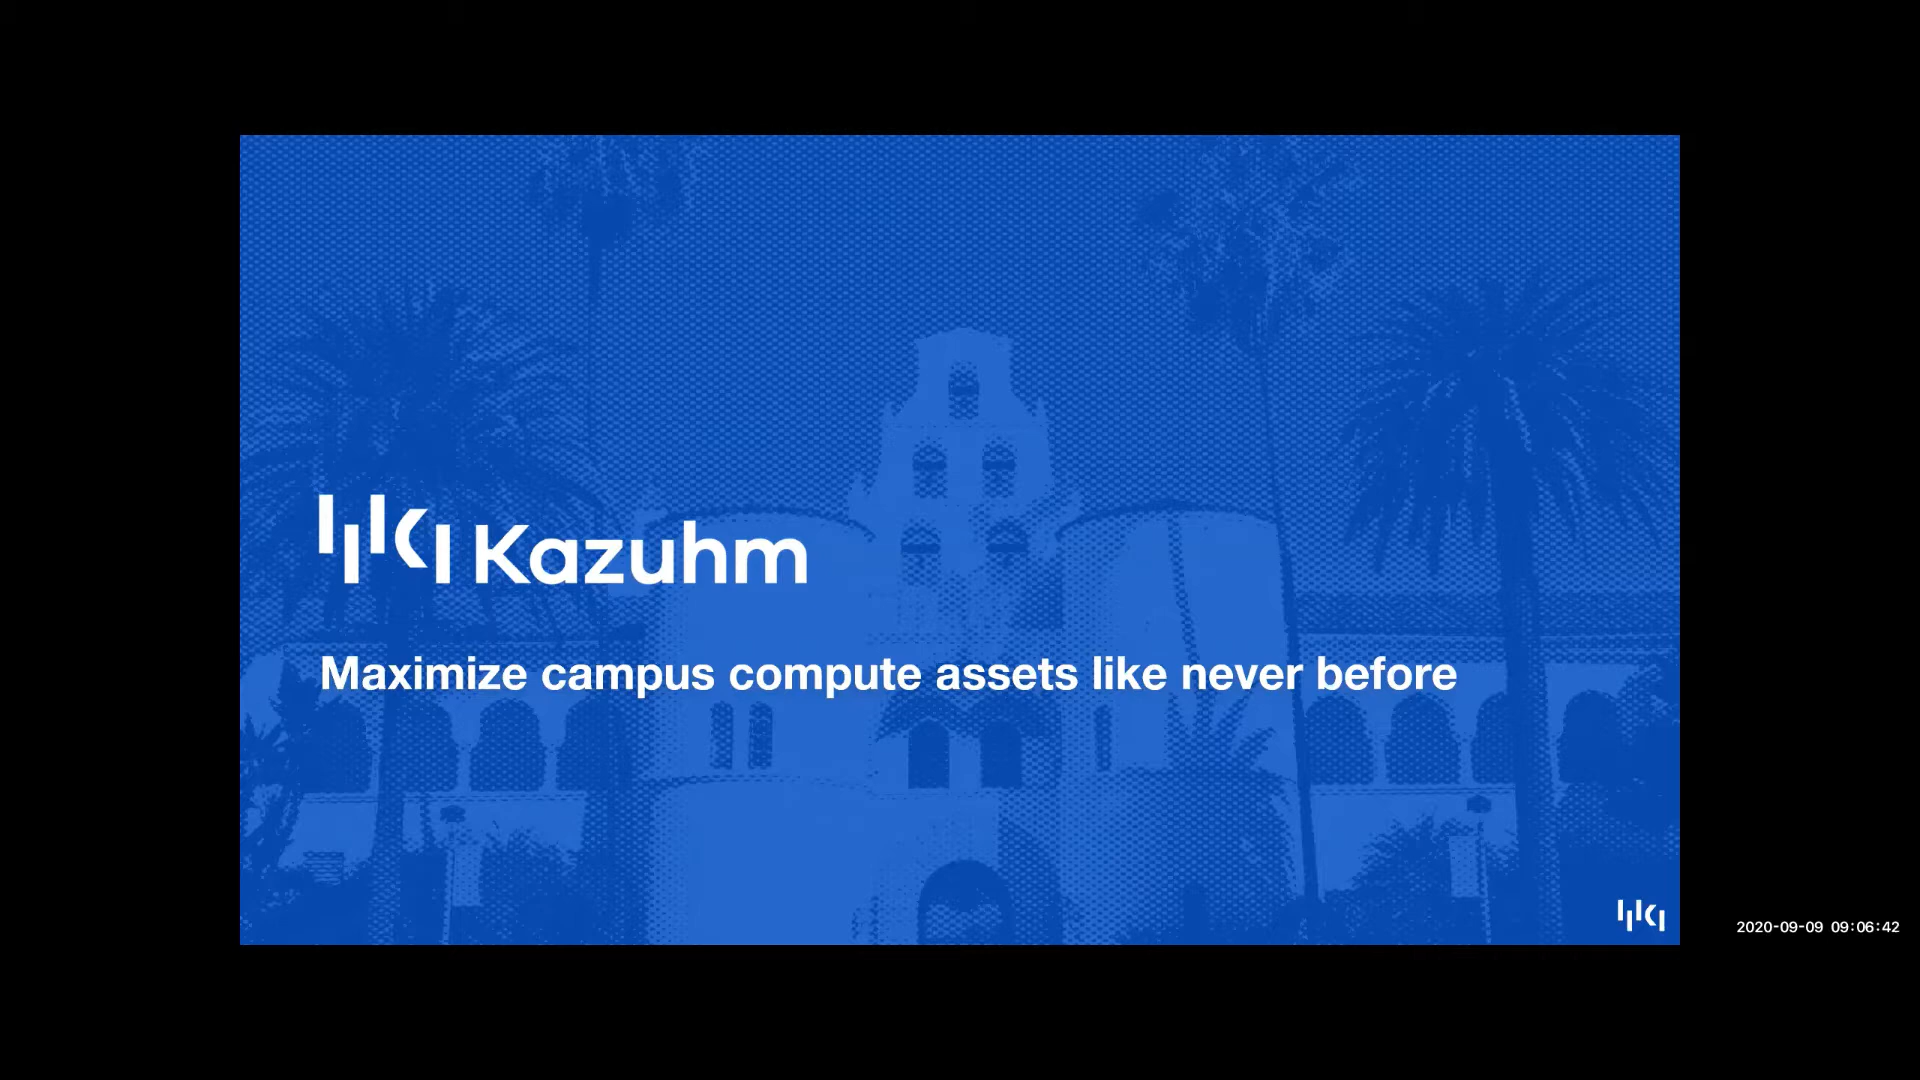 Kazuhm
Maximize campus compute assets like never before
2020-09-09 09:06:42